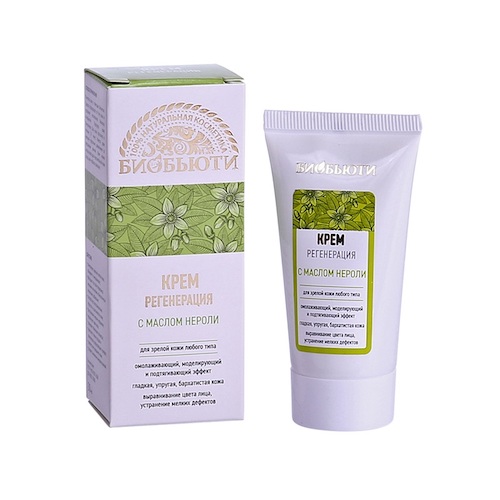 100% НАТУРАЛЬНАЯ КОСМЕТИКА
БИОБЬЮТИ
КРЕМ
РЕГЕНЕРАЦИЯ
С МАСЛОМ НЕРОЛИ
для зрелой кожи любого типа
омолаживающий, моделирующий
и подтягивающий эффект
гладкая, упругая, бархатистая кожа
выравнивание цвета лица,
устранение мелких дефектов
БИОБЬЮТИ
КРЕМ
РЕГЕНЕРАЦИЯ
С МАСЛОМ НЕРОЛИ
для зрелой кожи любого типа
омолаживающий, моделирующий
и подтягивающий эффект
гладкая, упругая, бархатистая кожа
выравнивание цвета лица,
устранение мелких дефектов